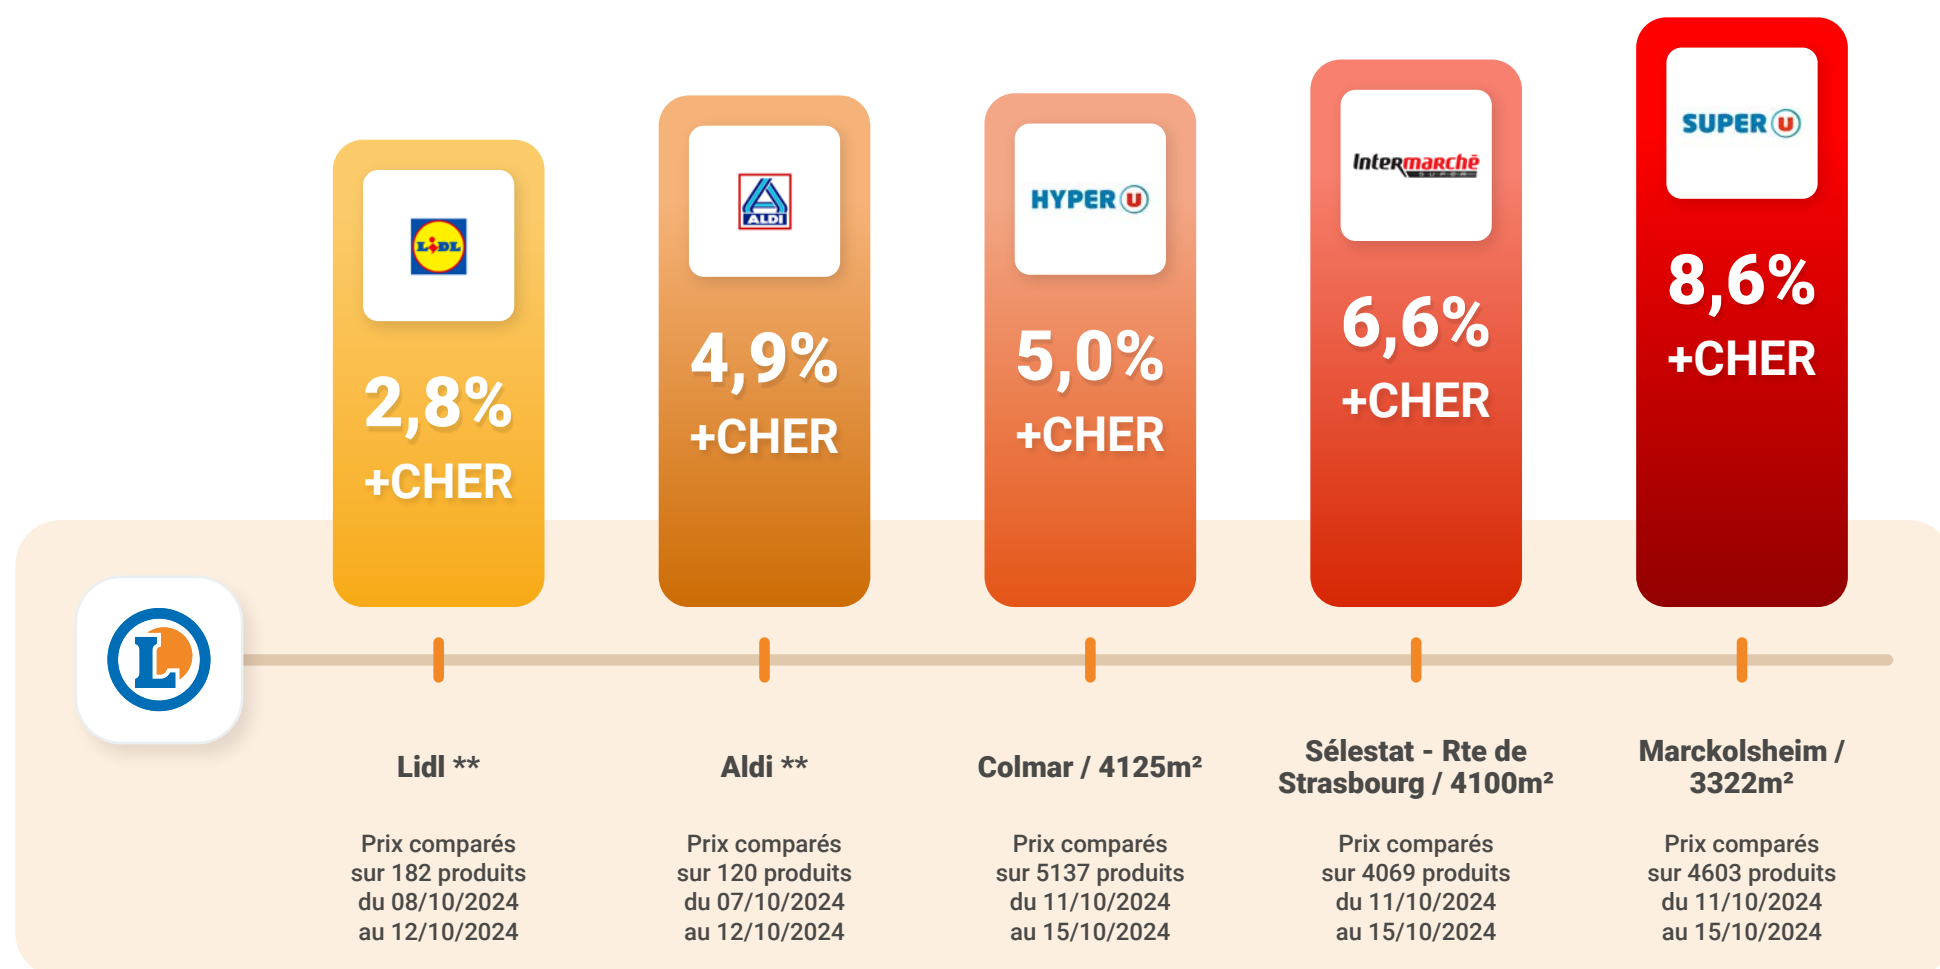 LIDL
2,8%
+CHER
ALDI
4,9%
+CHER
HYPER U
5,0%
+CHER
Intermarchē
SUPER
6,6%
+CHER
SUPER U
8,6%
+CHER
L
Lidl **
Prix comparés
sur 182 produits
du 08/10/2024
au 12/10/2024
Aldi **
Prix comparés
sur 120 produits
du 07/10/2024
au 12/10/2024
Colmar / 4125m²
Prix comparés
sur 5137 produits
du 11/10/2024
au 15/10/2024
Sélestat - Rte de
Strasbourg / 4100m²
Prix comparés
sur 4069 produits
du 11/10/2024
au 15/10/2024
Marckolsheim /
3322m²
Prix comparés
sur 4603 produits
du 11/10/2024
au 15/10/2024